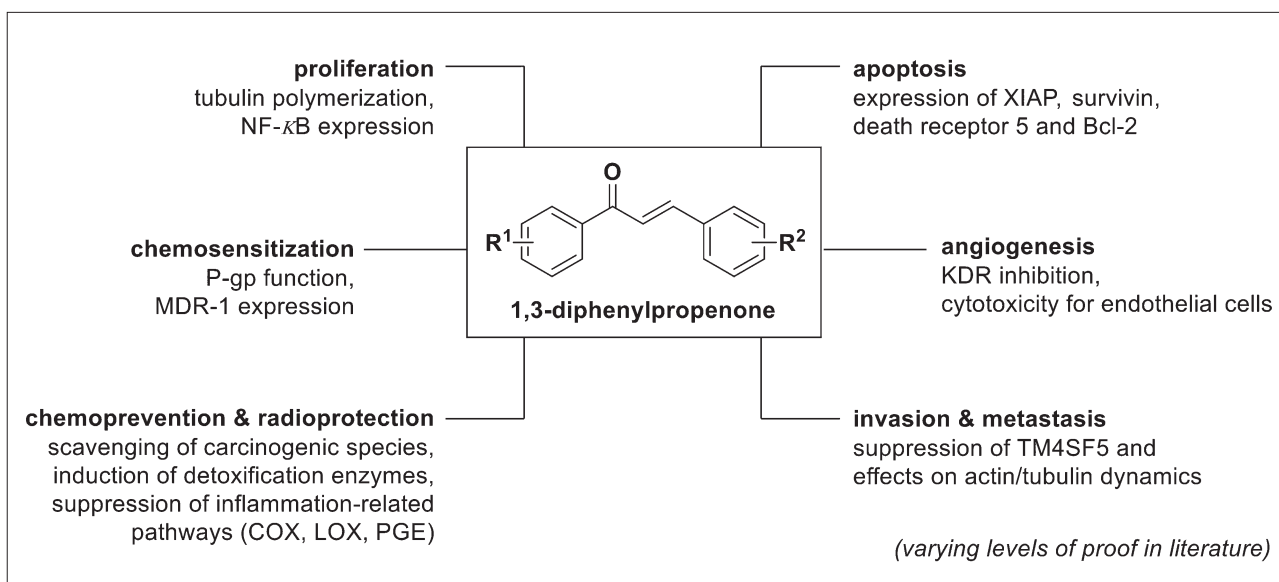 proliferation
tubulin polymerization,
NF-κB expression
apoptosis
expression of XIAP, survivin,
death receptor 5 and Bcl-2
chemosensitization
P-gp function,
MDR-1 expression
O
R¹
R²
1,3-diphenylpropenone
angiogenesis
KDR inhibition,
cytotoxicity for endothelial cells
chemoprevention & radioprotection
scavenging of carcinogenic species,
induction of detoxification enzymes,
suppression of inflammation-related
pathways (COX, LOX, PGE)
invasion & metastasis
suppression of TM4SF5 and
effects on actin/tubulin dynamics
(varying levels of proof in literature)